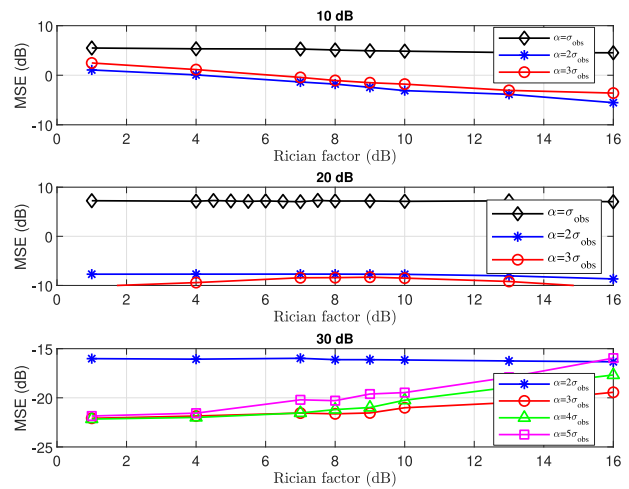 10 dB
MSE (dB)
10
0
-10
α=σobs
α=2σobs
α=3σobs
0 2 4 6 8 10 12 14 16
Rician factor (dB)
20 dB
MSE (dB)
10
0
-10
α=σobs
α=2σobs
α=3σobs
0 2 4 6 8 10 12 14 16
Rician factor (dB)
30 dB
MSE (dB)
-15
-20
-25
α=2σobs
α=3σobs
α=4σobs
α=5σobs
0 2 4 6 8 10 12 14 16
Rician factor (dB)